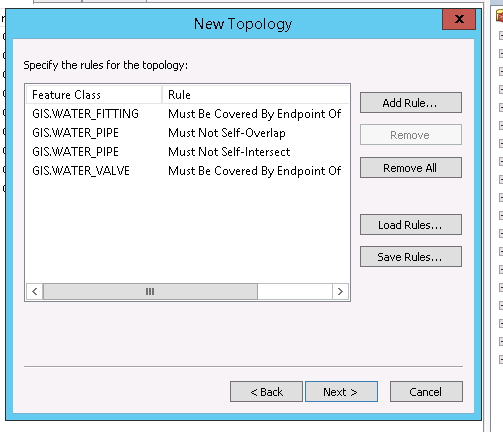 New Topology
x
Specify the rules for the topology:
Feature Class Rule
GIS.WATER_FITTING Must Be Covered By Endpoint Of
GIS.WATER_PIPE Must Not Self-Overlap
GIS.WATER_PIPE Must Not Self-Intersect
GIS.WATER_VALVE Must Be Covered By Endpoint Of
Add Rule...
Remove
Remove All
Load Rules...
Save Rules...
< Back Next > Cancel